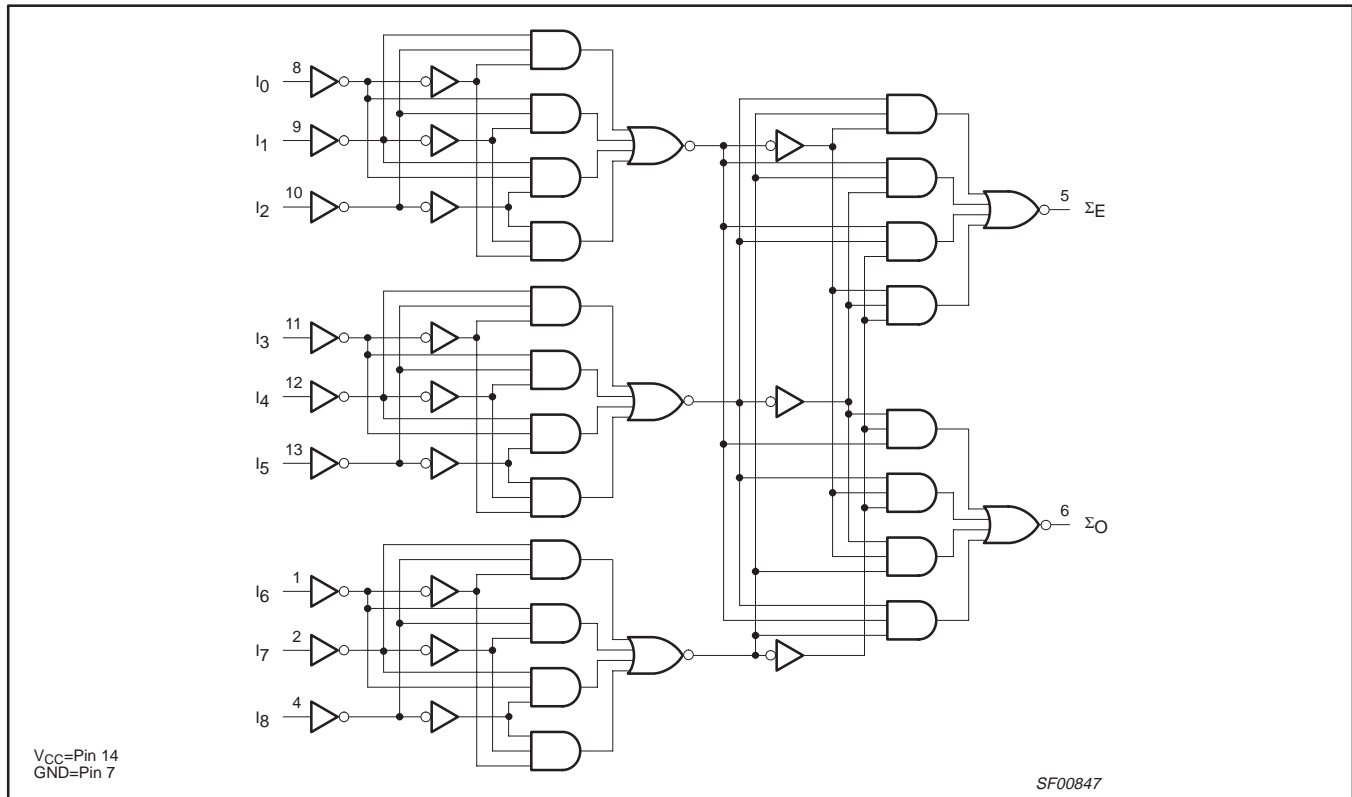 I0 8
I1 9
I2 10
I3 11
I4 12
I5 13
I6 1
I7 2
I8 4
5 ΣE
6 ΣO
VCC=Pin 14
GND=Pin 7
SF00847